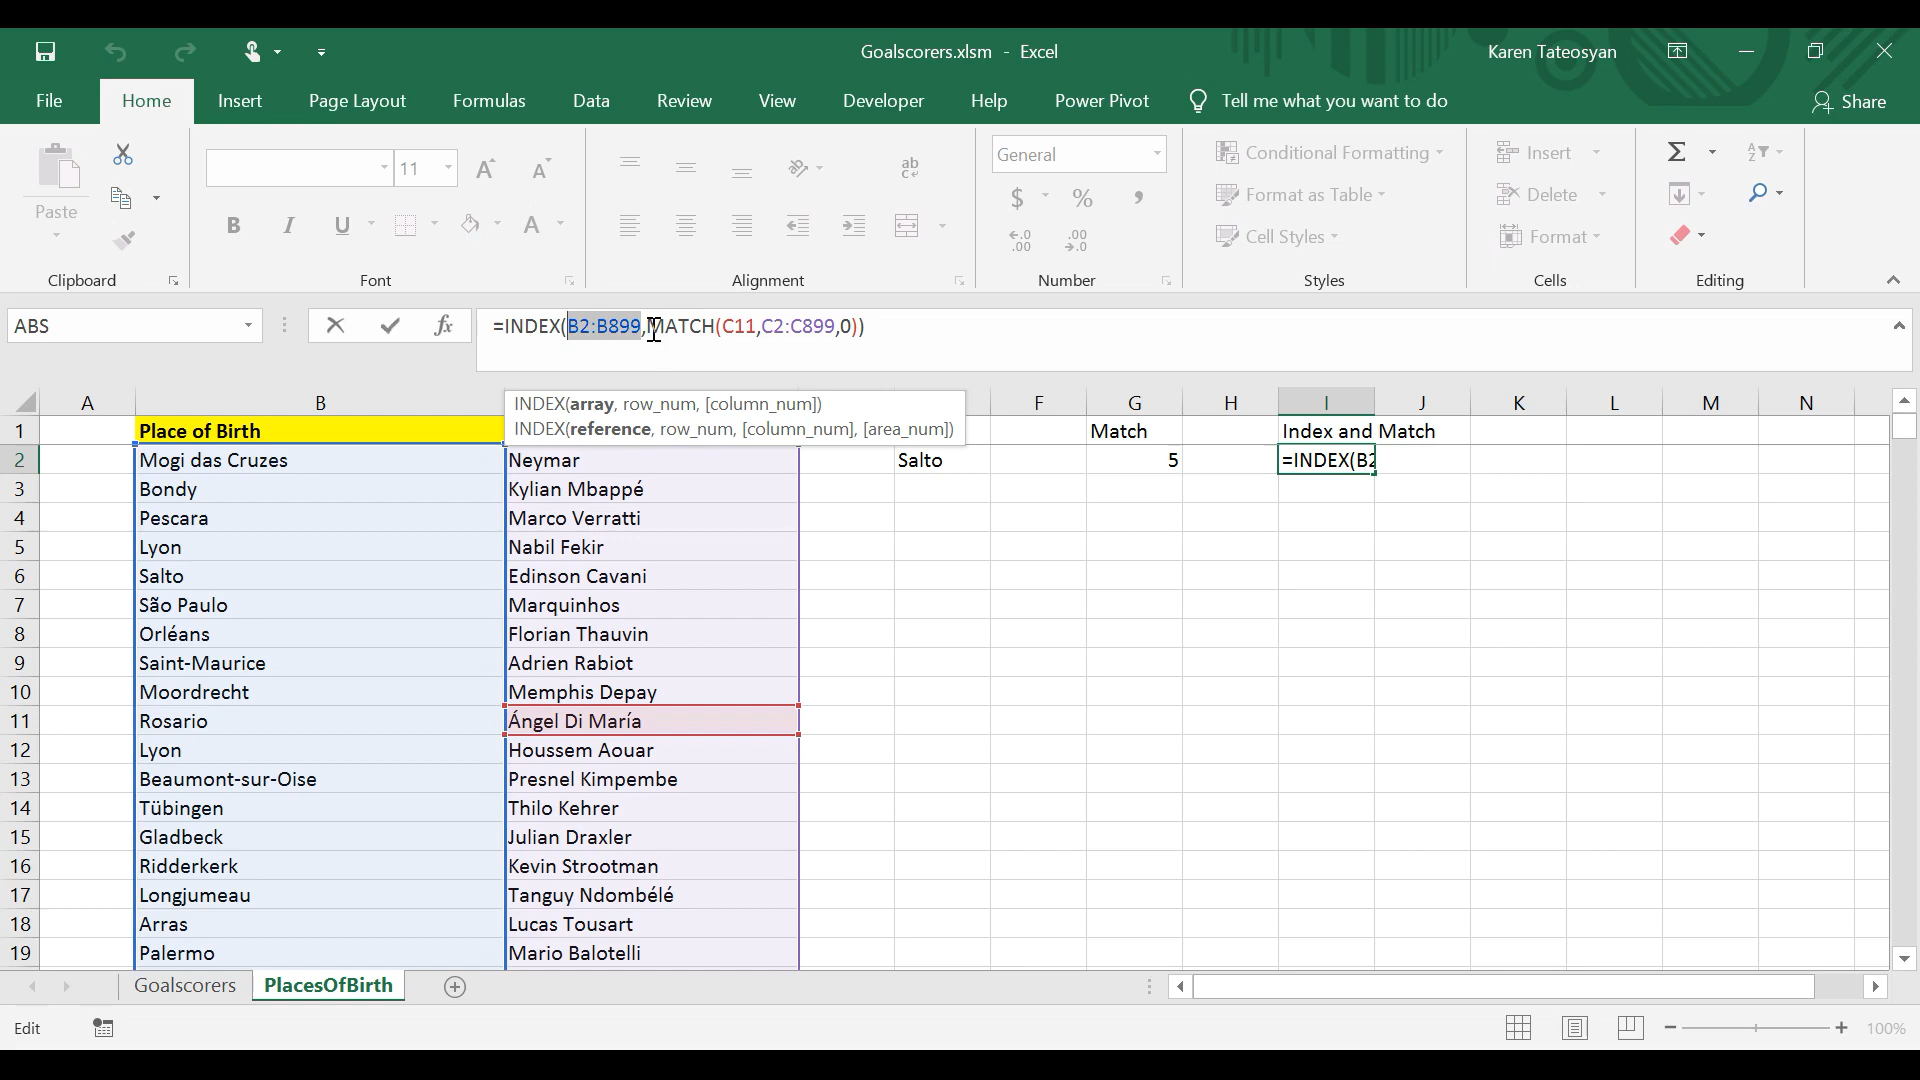 Goalscorers.xlsm - Excel
Karen Tateosyan
File Home Insert Page Layout Formulas Data Review View Developer Help Power Pivot Tell me what you want to do Share
Paste
Clipboard
11
B I U
Font
ab
Alignment
General
$ % ,
Number
Conditional Formatting
Format as Table
Cell Styles
Styles
Insert
Delete
Format
Cells
Editing
ABS
fx
=INDEX(B2:B899,MATCH(C11,C2:C899,0))
INDEX(array, row_num, [column_num])
INDEX(reference, row_num, [column_num], [area_num])
A B F G H I J K L M N
1 Place of Birth Match Index and Match
2 Mogi das Cruzes Neymar Salto 5 =INDEX(B2
3 Bondy Kylian Mbappé
4 Pescara Marco Verratti
5 Lyon Nabil Fekir
6 Salto Edinson Cavani
7 São Paulo Marquinhos
8 Orléans Florian Thauvin
9 Saint-Maurice Adrien Rabiot
10 Moordrecht Memphis Depay
11 Rosario Ángel Di María
12 Lyon Houssem Aouar
13 Beaumont-sur-Oise Presnel Kimpembe
14 Tübingen Thilo Kehrer
15 Gladbeck Julian Draxler
16 Ridderkerk Kevin Strootman
17 Longjumeau Tanguy Ndombélé
18 Arras Lucas Tousart
19 Palermo Mario Balotelli
Goalscorers PlacesOfBirth
Edit
100%